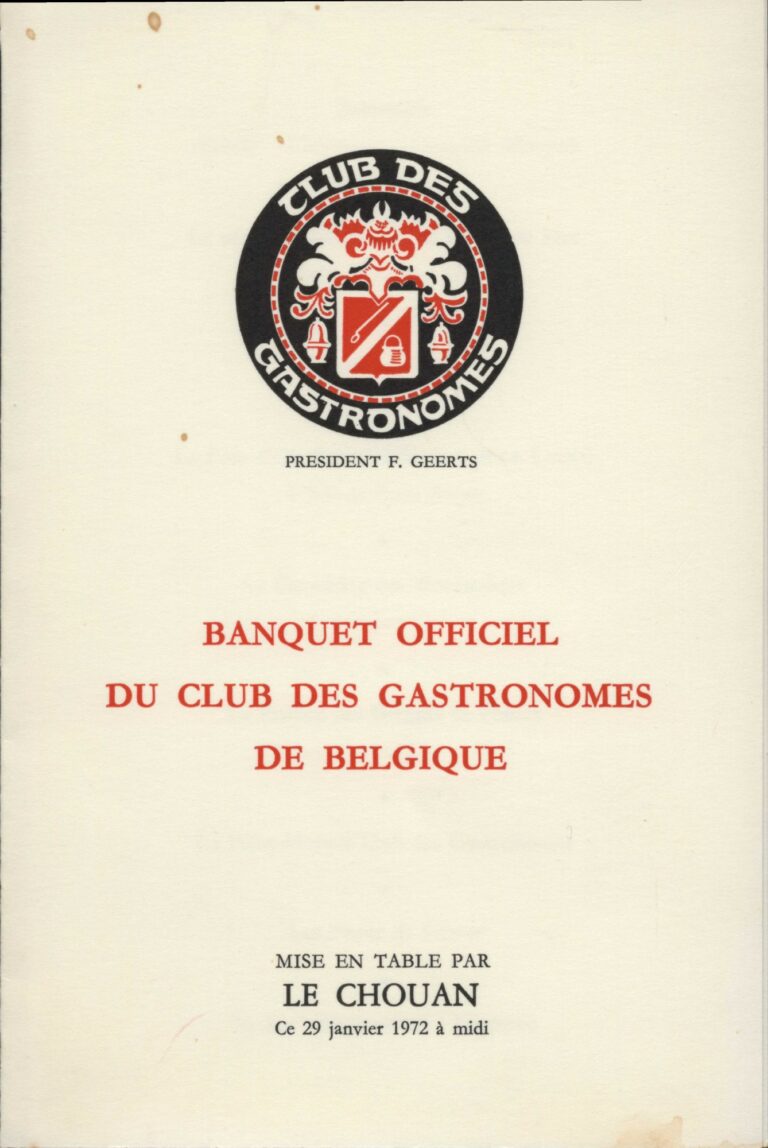 CLUB DES
GASTRONOMES
PRESIDENT F. GEERTS
BANQUET OFFICIEL
DU CLUB DES GASTRONOMES
DE BELGIQUE
MISE EN TABLE PAR
LE CHOUAN
Ce 29 janvier 1972 à midi